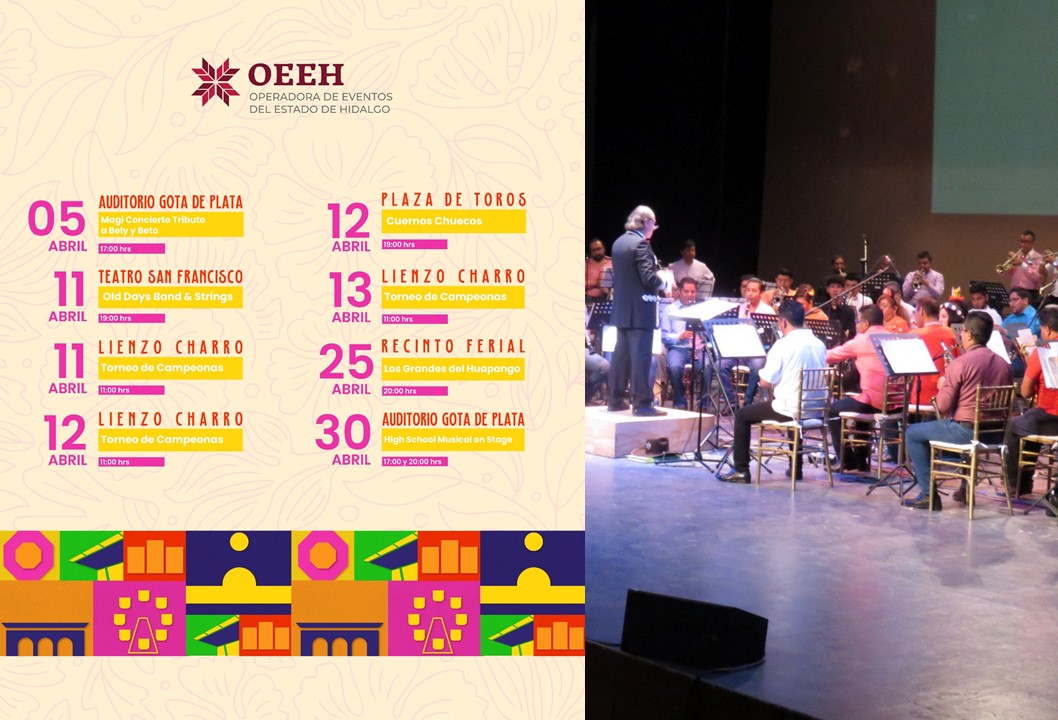 OEEH
OPERADORA DE EVENTOS
DEL ESTADO DE HIDALGO
05
ABRIL
AUDITORIO GOTA DE PLATA
Magi Concierto Tributo
a Bely y Beto
17:00 hrs
11
ABRIL
TEATRO SAN FRANCISCO
Old Days Band & Strings
19:00 hrs
11
ABRIL
LIENZO CHARRO
Torneo de Campeonas
11:00 hrs
12
ABRIL
LIENZO CHARRO
Torneo de Campeonas
11:00 hrs
12
ABRIL
PLAZA DE TOROS
Cuernos Chuecos
19:00 hrs
13
ABRIL
LIENZO CHARRO
Torneo de Campeonas
11:00 hrs
25
ABRIL
RECINTO FERIAL
Los Grandes del Huapango
20:00 hrs
30
ABRIL
AUDITORIO GOTA DE PLATA
High School Musical on Stage
17:00 y 20:00 hrs